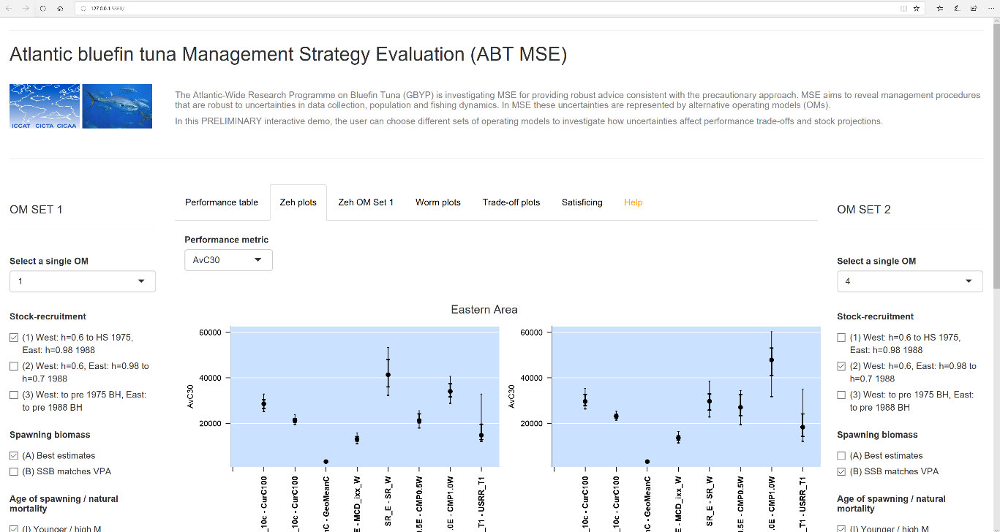 127.0.0.1:5868/
Atlantic bluefin tuna Management Strategy Evaluation (ABT MSE)
ICCAT CICTA CICAA
The Atlantic-Wide Research Programme on Bluefin Tuna (GBYP) is investigating MSE for providing robust advice consistent with the precautionary approach. MSE aims to reveal management procedures
that are robust to uncertainties in data collection, population and fishing dynamics. In MSE these uncertainties are represented by alternative operating models (OMs).
In this PRELIMINARY interactive demo, the user can choose different sets of operating models to investigate how uncertainties affect performance trade-offs and stock projections.
OM SET 1
Select a single OM
1
Stock-recruitment
(1) West: h=0.6 to HS 1975,
East: h=0.98 1988
(2) West: h=0.6, East: h=0.98 to
h=0.7 1988
(3) West: to pre 1975 BH, East:
to pre 1988 BH
Spawning biomass
(A) Best estimates
(B) SSB matches VPA
Age of spawning / natural
mortality
(I) Younger / high M
Performance table Zeh plots Zeh OM Set 1 Worm plots Trade-off plots Satisficing Help
Performance metric
AvC30
Eastern Area
AvC30
60000
40000
20000
_10c - CurC100
_10c - CurC100
nC - GeoMeanC
E - MCD_ixx_W
SR_E - SR_W
.5E - CMP0.5W
.0E - CMP1.0W
_T1 - USRR_T1
AvC30
60000
40000
20000
_10c - CurC100
_10c - CurC100
nC - GeoMeanC
E - MCD_ixx_W
SR_E - SR_W
.5E - CMP0.5W
.0E - CMP1.0W
_T1 - USRR_T1
OM SET 2
Select a single OM
4
Stock-recruitment
(1) West: h=0.6 to HS 1975,
East: h=0.98 1988
(2) West: h=0.6, East: h=0.98 to
h=0.7 1988
(3) West: to pre 1975 BH, East:
to pre 1988 BH
Spawning biomass
(A) Best estimates
(B) SSB matches VPA
Age of spawning / natural
mortality
(I) Younger / high M